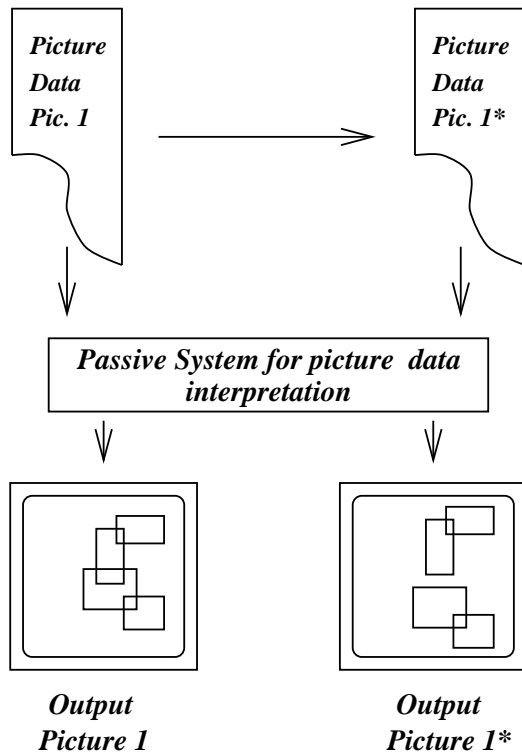 Picture
Data
Pic. 1
Picture
Data
Pic. 1*
Passive System for picture data
interpretation
Output
Picture 1
Output
Picture 1*